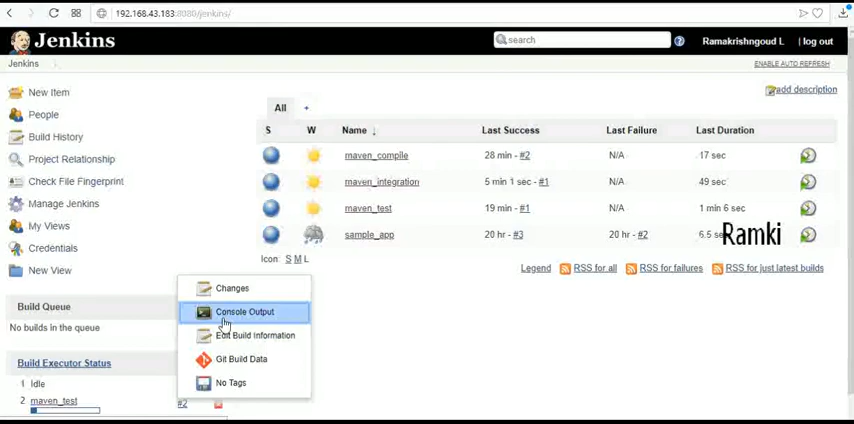 192.168.43.183:8080/jenkins/
Jenkins
search
Ramakrishngoud L | log out
Jenkins
ENABLE AUTO REFRESH
New Item
People
Build History
Project Relationship
Check File Fingerprint
Manage Jenkins
My Views
Credentials
New View
add description
All +
S W Name ↓ Last Success Last Failure Last Duration
maven_compile 28 min - #2 N/A 17 sec
maven_integration 5 min 1 sec - #1 N/A 49 sec
maven_test 19 min - #1 N/A 1 min 6 sec
sample_app 20 hr - #3 20 hr - #2 6.5 sec
Ramki
Icon: S M L
Legend RSS for all RSS for failures RSS for just latest builds
Changes
Console Output
Edit Build Information
Git Build Data
No Tags
Build Queue
No builds in the queue
Build Executor Status
1 Idle
2 maven_test #2